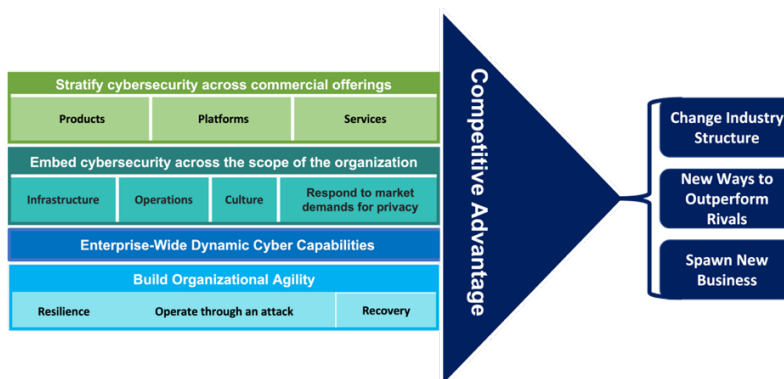 Stratify cybersecurity across commercial offerings
Products
Platforms
Services
Embed cybersecurity across the scope of the organization
Infrastructure
Operations
Culture
Respond to market
demands for privacy
Enterprise-Wide Dynamic Cyber Capabilities
Build Organizational Agility
Resilience
Operate through an attack
Recovery
Competitive Advantage
Change Industry
Structure
New Ways to
Outperform
Rivals
Spawn New
Business